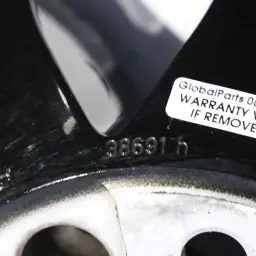 GlobalParts
WARRANTY
IF REMOVE
38691 h